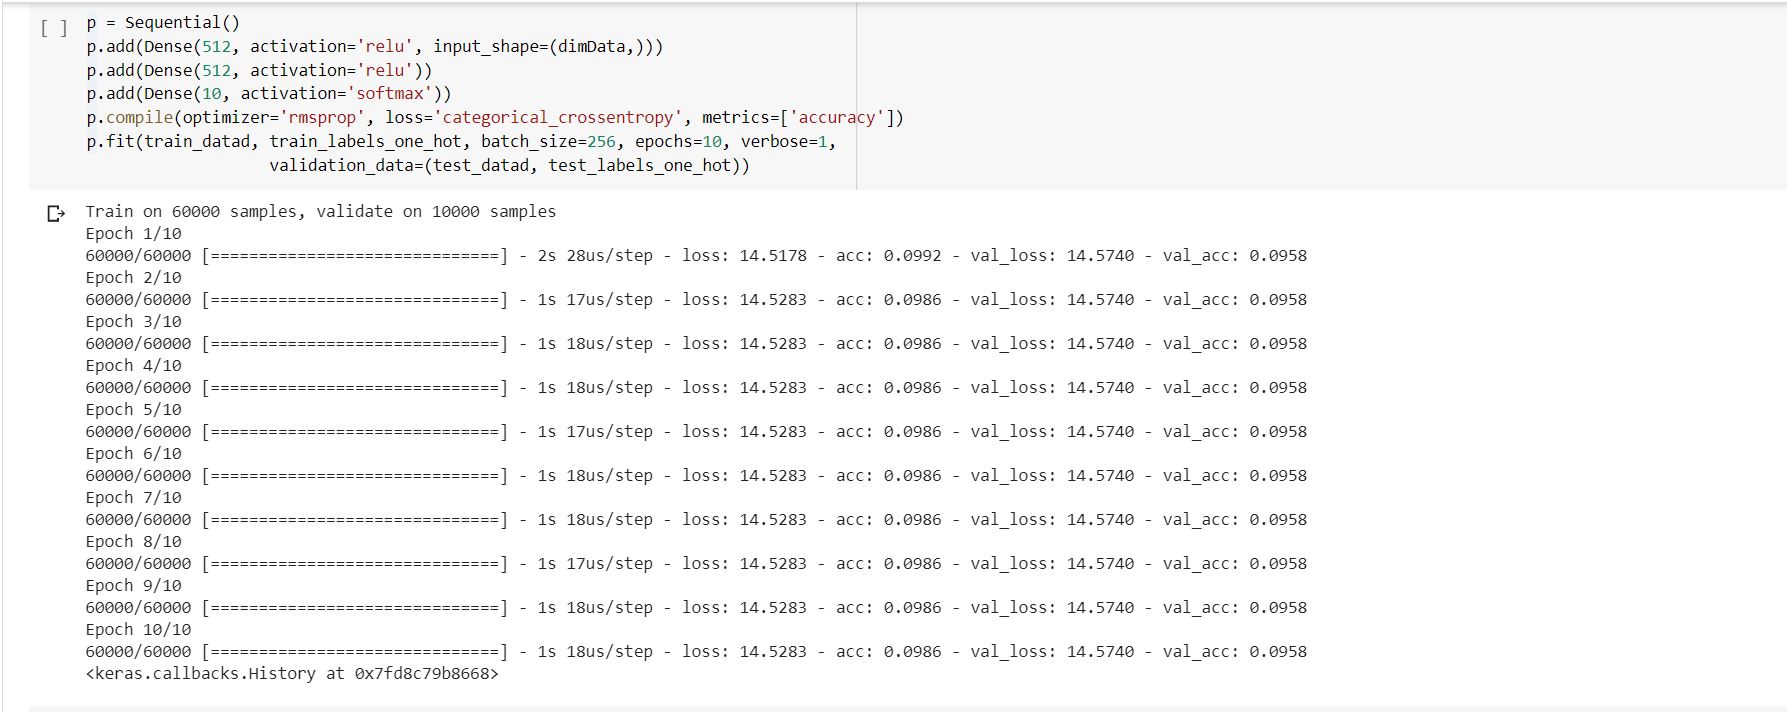 [ ] p = Sequential()
p.add(Dense(512, activation='relu', input_shape=(dimData,)))
p.add(Dense(512, activation='relu'))
p.add(Dense(10, activation='softmax'))
p.compile(optimizer='rmsprop', loss='categorical_crossentropy', metrics=['accuracy'])
p.fit(train_datad, train_labels_one_hot, batch_size=256, epochs=10, verbose=1,
                   validation_data=(test_datad, test_labels_one_hot))
Train on 60000 samples, validate on 10000 samples
Epoch 1/10
60000/60000 [==============================] - 2s 28us/step - loss: 14.5178 - acc: 0.0992 - val_loss: 14.5740 - val_acc: 0.0958
Epoch 2/10
60000/60000 [==============================] - 1s 17us/step - loss: 14.5283 - acc: 0.0986 - val_loss: 14.5740 - val_acc: 0.0958
Epoch 3/10
60000/60000 [==============================] - 1s 18us/step - loss: 14.5283 - acc: 0.0986 - val_loss: 14.5740 - val_acc: 0.0958
Epoch 4/10
60000/60000 [==============================] - 1s 18us/step - loss: 14.5283 - acc: 0.0986 - val_loss: 14.5740 - val_acc: 0.0958
Epoch 5/10
60000/60000 [==============================] - 1s 17us/step - loss: 14.5283 - acc: 0.0986 - val_loss: 14.5740 - val_acc: 0.0958
Epoch 6/10
60000/60000 [==============================] - 1s 18us/step - loss: 14.5283 - acc: 0.0986 - val_loss: 14.5740 - val_acc: 0.0958
Epoch 7/10
60000/60000 [==============================] - 1s 18us/step - loss: 14.5283 - acc: 0.0986 - val_loss: 14.5740 - val_acc: 0.0958
Epoch 8/10
60000/60000 [==============================] - 1s 17us/step - loss: 14.5283 - acc: 0.0986 - val_loss: 14.5740 - val_acc: 0.0958
Epoch 9/10
60000/60000 [==============================] - 1s 18us/step - loss: 14.5283 - acc: 0.0986 - val_loss: 14.5740 - val_acc: 0.0958
Epoch 10/10
60000/60000 [==============================] - 1s 18us/step - loss: 14.5283 - acc: 0.0986 - val_loss: 14.5740 - val_acc: 0.0958
<keras.callbacks.History at 0x7fd8c79b8668>